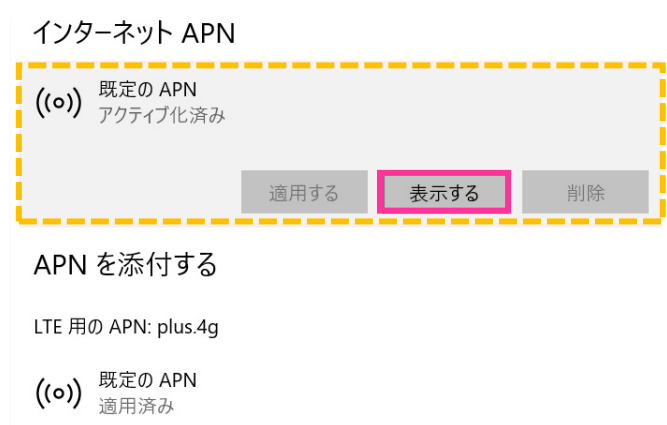 インターネット APN
既定の APN
アクティブ化済み
適用する 表示する 削除
APN を添付する
LTE 用の APN: plus.4g
既定の APN
適用済み